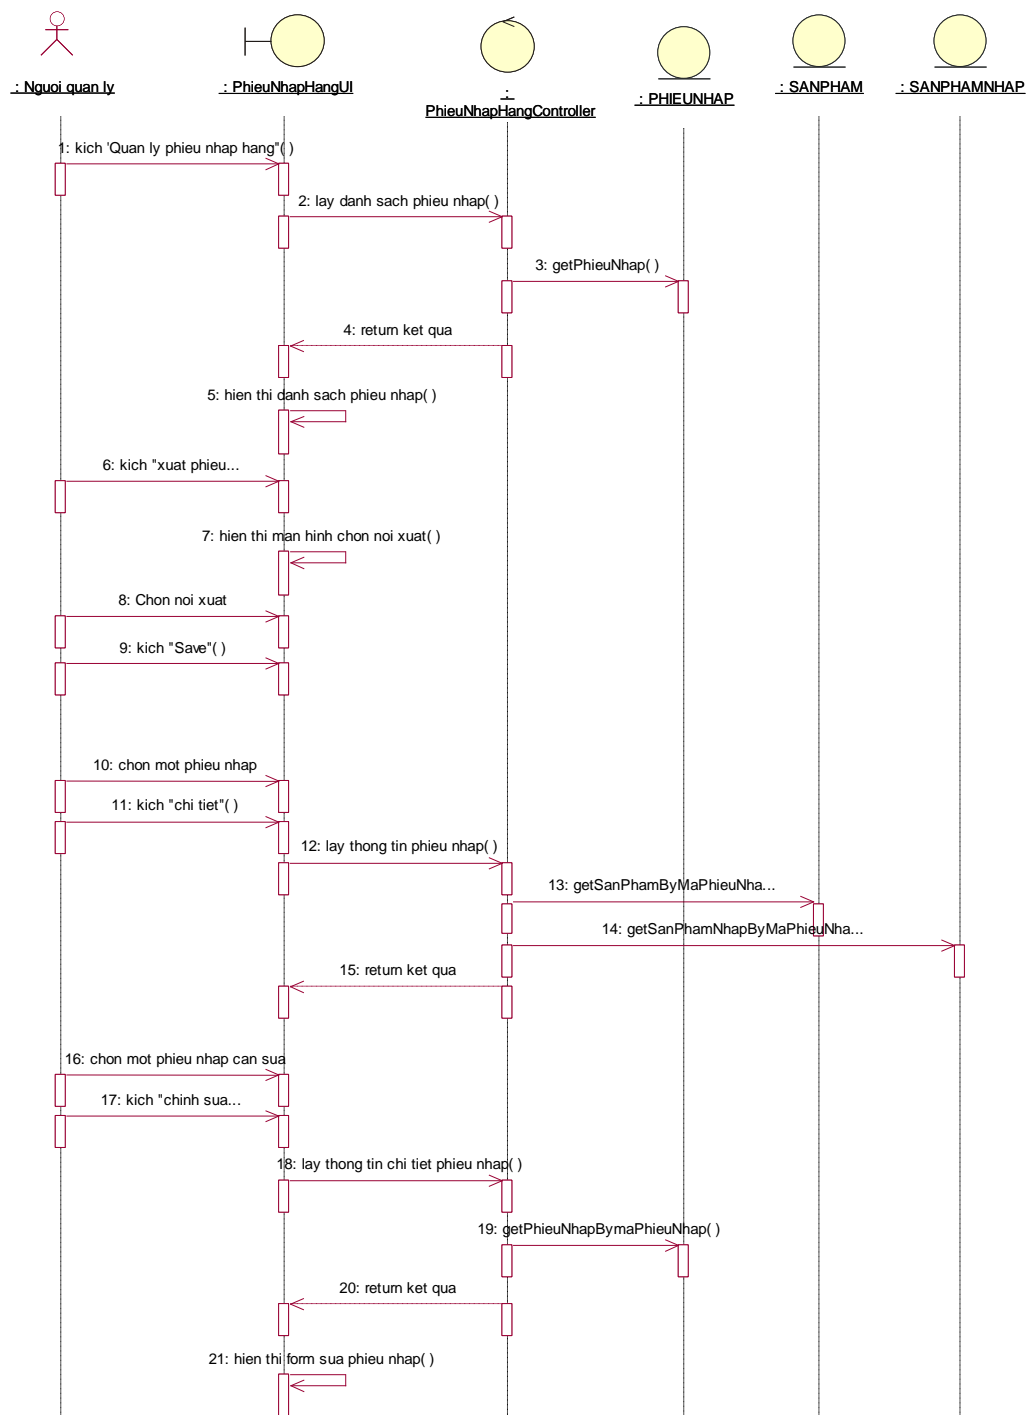 : Nguoi quan ly
: PhieuNhapHangUI
:
PhieuNhapHangController
: PHIEUNHAP
: SANPHAM
: SANPHAMNHAP
1: kich 'Quan ly phieu nhap hang"( )
2: lay danh sach phieu nhap( )
3: getPhieuNhap( )
4: return ket qua
5: hien thi danh sach phieu nhap( )
6: kich "xuat phieu...
7: hien thi man hinh chon noi xuat( )
8: Chon noi xuat
9: kich "Save"( )
10: chon mot phieu nhap
11: kich "chi tiet"( )
12: lay thong tin phieu nhap( )
13: getSanPhamByMaPhieuNha...
14: getSanPhamNhapByMaPhieuNha...
15: return ket qua
16: chon mot phieu nhap can sua
17: kich "chinh sua...
18: lay thong tin chi tiet phieu nhap( )
19: getPhieuNhapBymaPhieuNhap( )
20: return ket qua
21: hien thi form sua phieu nhap( )